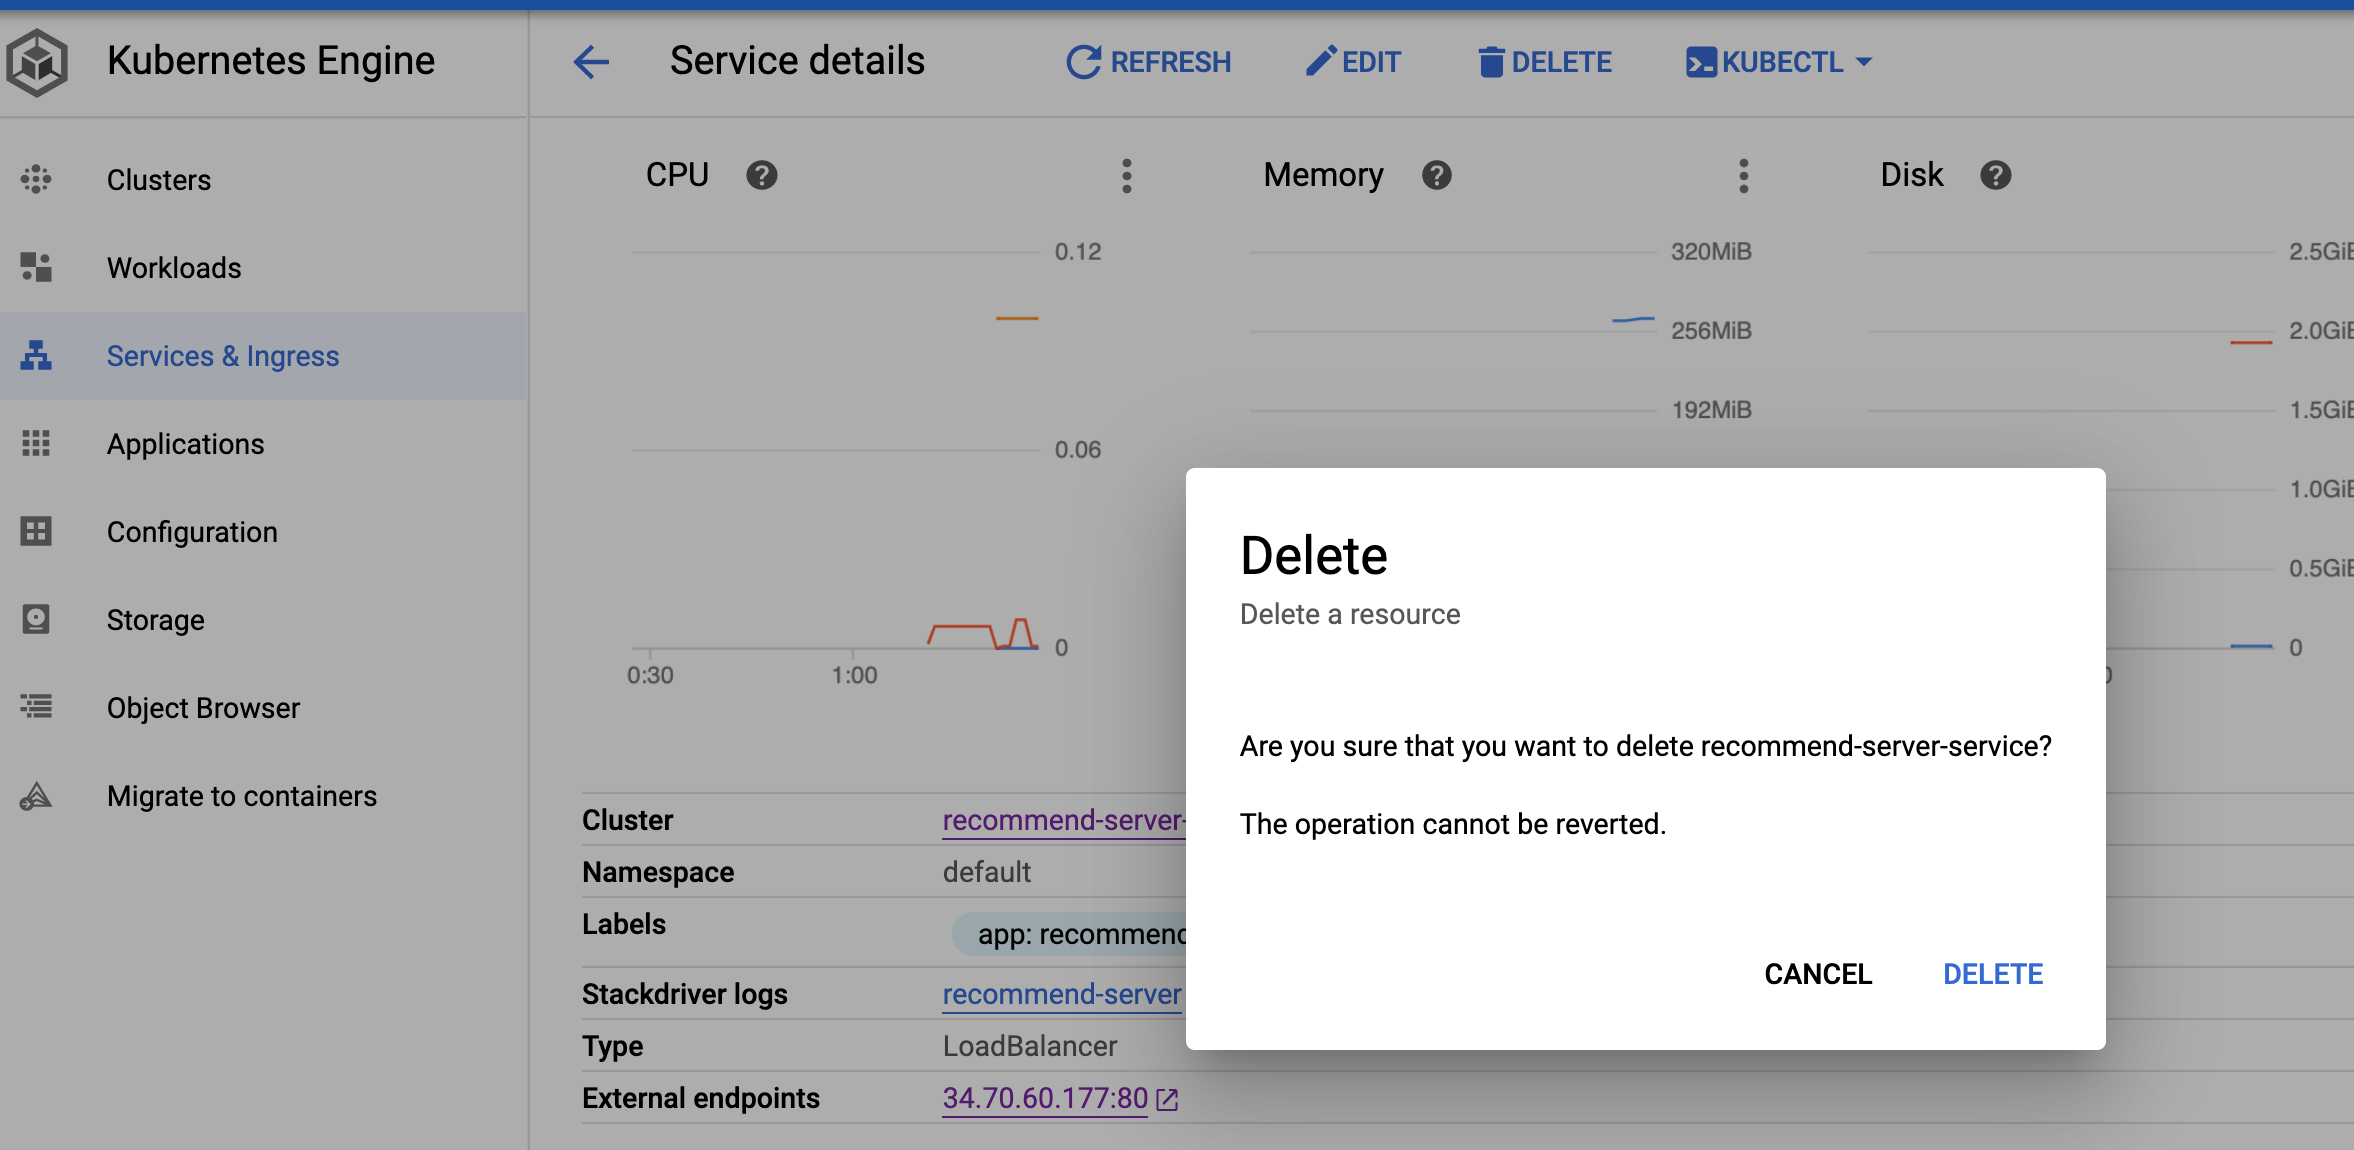 Kubernetes Engine
Service details
REFRESH
EDIT
DELETE
KUBECTL
Clusters
Workloads
Services & Ingress
Applications
Configuration
Storage
Object Browser
Migrate to containers
CPU
0.12
0.06
0
0:30
1:00
Memory
320MiB
256MiB
192MiB
Disk
2.5GiB
2.0GiB
1.5GiB
1.0GiB
0.5GiB
0
Cluster recommend-server-
Namespace default
Labels app: recommend
Stackdriver logs recommend-server
Type LoadBalancer
External endpoints 34.70.60.177:80
Delete
Delete a resource
Are you sure that you want to delete recommend-server-service?
The operation cannot be reverted.
CANCEL
DELETE